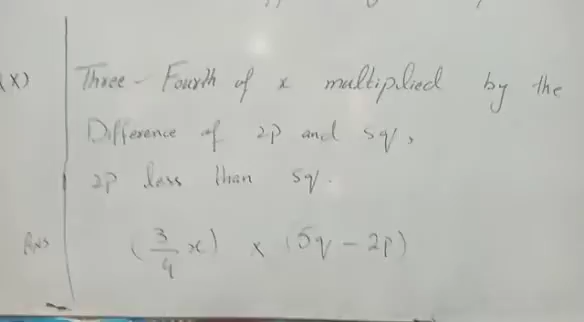 (X) Three-Fourth of x multiplied by the
Difference of 2p and 5q,
2p less than 5q.
Ans (3/4 x) x (5q - 2p)